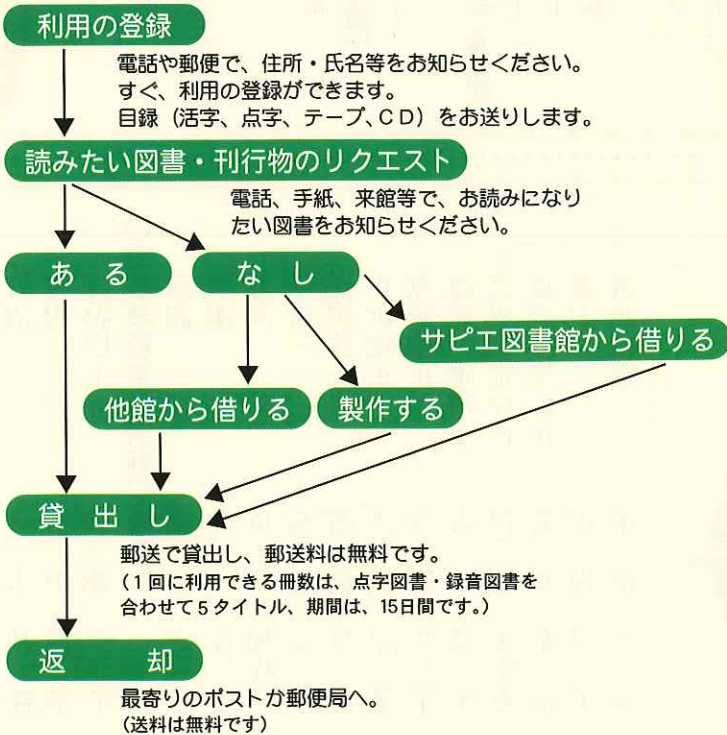 利用の登録
電話や郵便で、住所・氏名等をお知らせください。
すぐ、利用の登録ができます。
目録（活字、点字、テープ、ＣＤ）をお送りします。
読みたい図書・刊行物のリクエスト
電話、手紙、来館等で、お読みになり
たい図書をお知らせください。
ある
なし
サピエ図書館から借りる
他館から借りる
製作する
貸出し
郵送で貸出し、郵送料は無料です。
（１回に利用できる冊数は、点字図書・録音図書を
合わせて５タイトル、期間は、15日間です。）
返却
最寄りのポストか郵便局へ。
（送料は無料です）